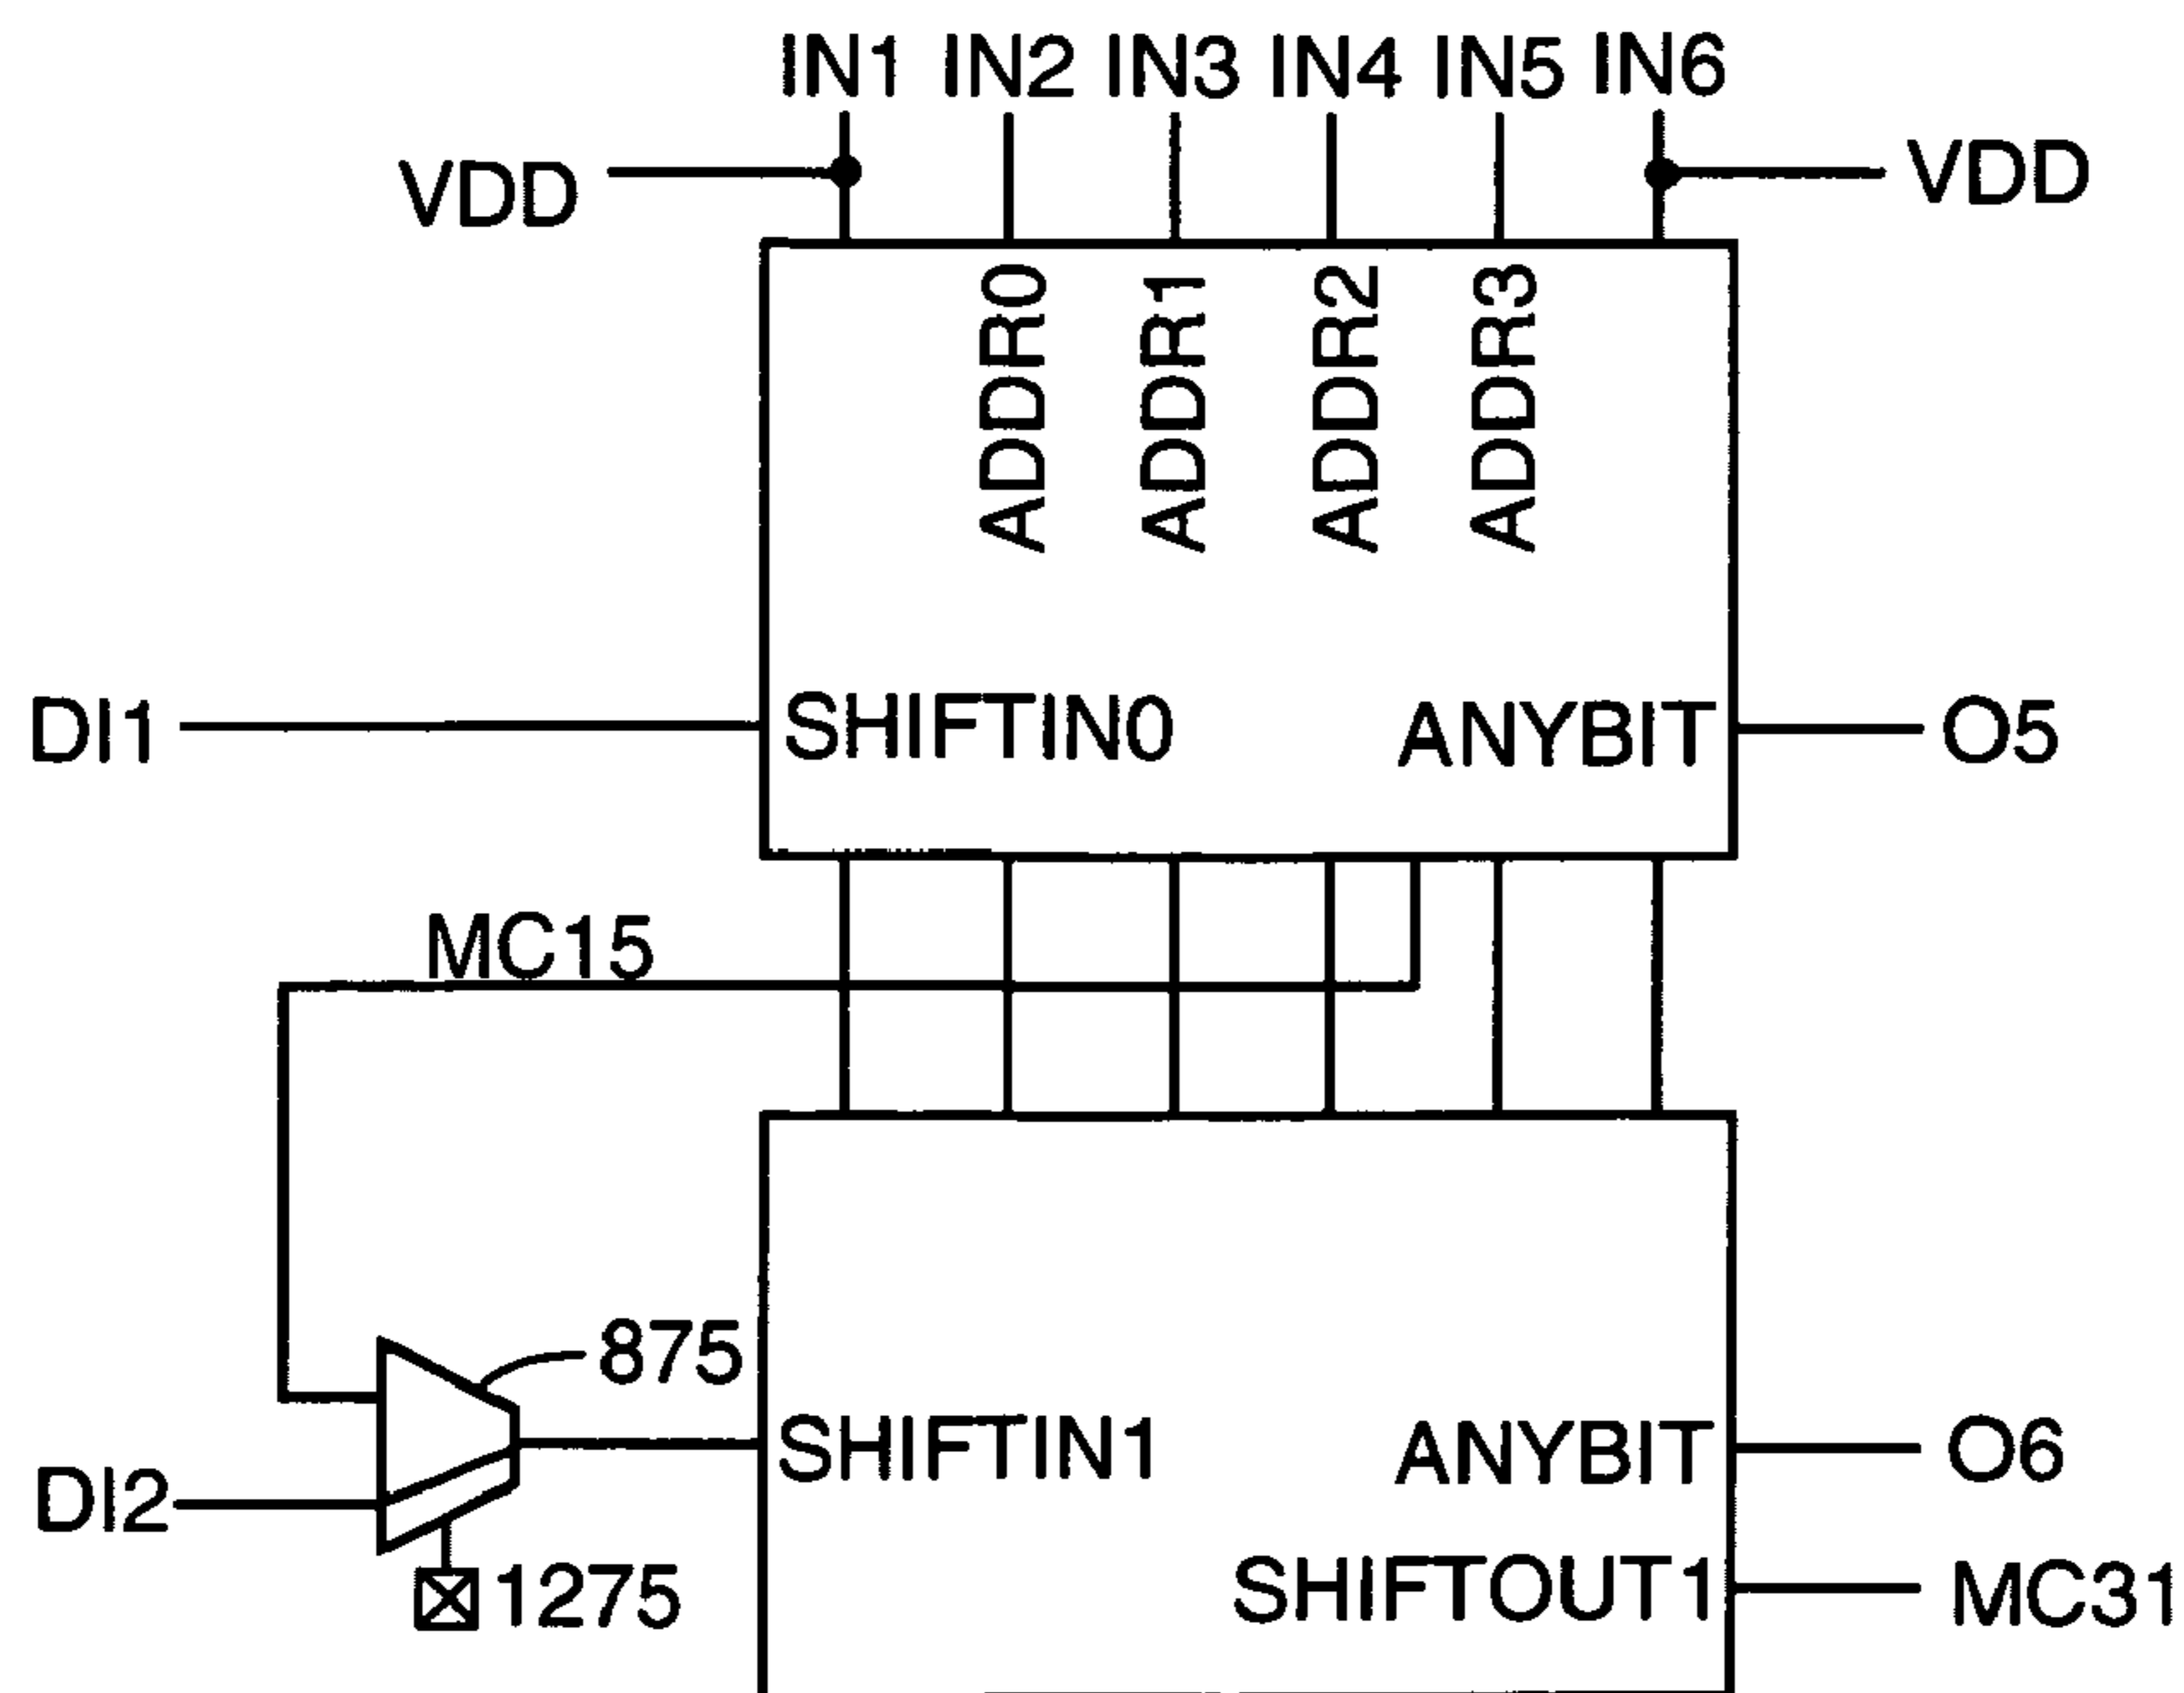 IN1 IN2 IN3 IN4 IN5 IN6
VDD
VDD
ADDR0
ADDR1
ADDR2
ADDR3
DI1
SHIFTIN0
ANYBIT
O5
MC15
875
SHIFTIN1
ANYBIT
O6
DI2
1275
SHIFTOUT1
MC31